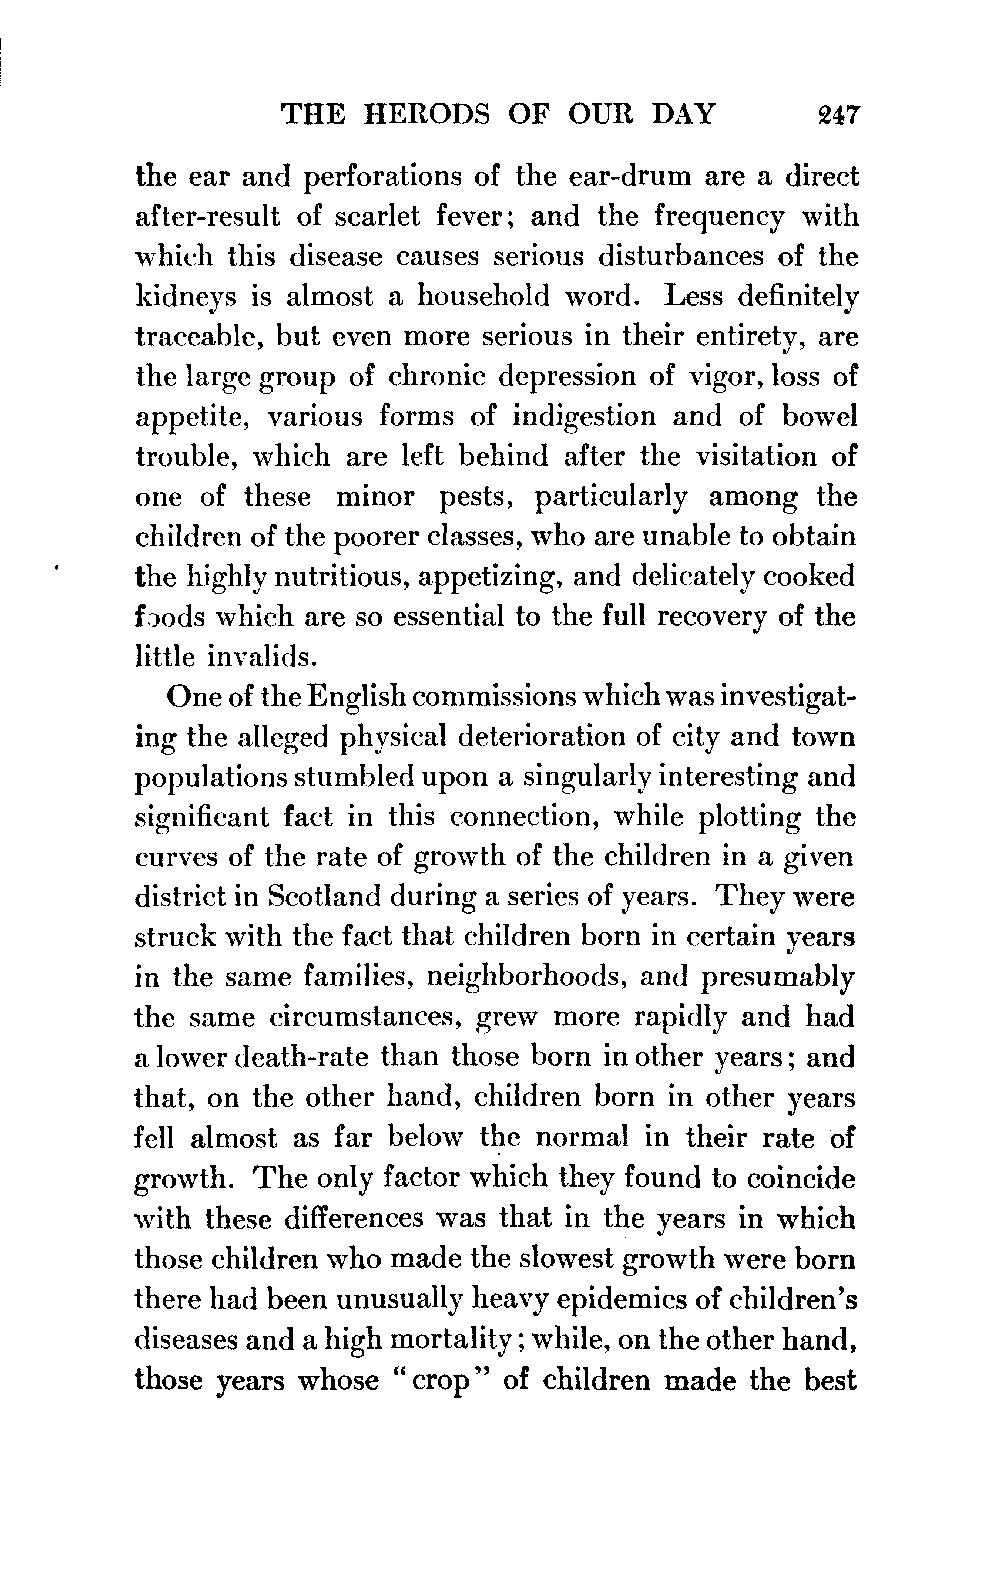 THE HERODS OF OUR DAY 247
the ear and perforations of the ear-drum are a direct
after-result of scarlet fever; and the frequency with
which this disease causes serious disturbances of the
kidneys is almost a household word. Less definitely
traceable, but even more serious in their entirety, are
the large group of chronic depression of vigor, loss of
appetite, various forms of indigestion and of bowel
trouble, which are left behind after the visitation of
one of these minor pests, particularly among the
children of the poorer classes, who are unable to obtain
the highly nutritious, appetizing, and delicately cooked
foods which are so essential to the full recovery of the
little invalids.
One of the English commissions which was investigat-
ing the alleged physical deterioration of city and town
populations stumbled upon a singularly interesting and
significant fact in this connection, while plotting the
curves of the rate of growth of the children in a given
district in Scotland during a series of years. They were
struck with the fact that children born in certain years
in the same families, neighborhoods, and presumably
the same circumstances, grew more rapidly and had
a lower death-rate than those born in other years; and
that, on the other hand, children born in other years
fell almost as far below the normal in their rate of
growth. The only factor which they found to coincide
with these differences was that in the years in which
those children who made the slowest growth were born
there had been unusually heavy epidemics of children's
diseases and a high mortality; while, on the other hand,
those years whose "crop" of children made the best